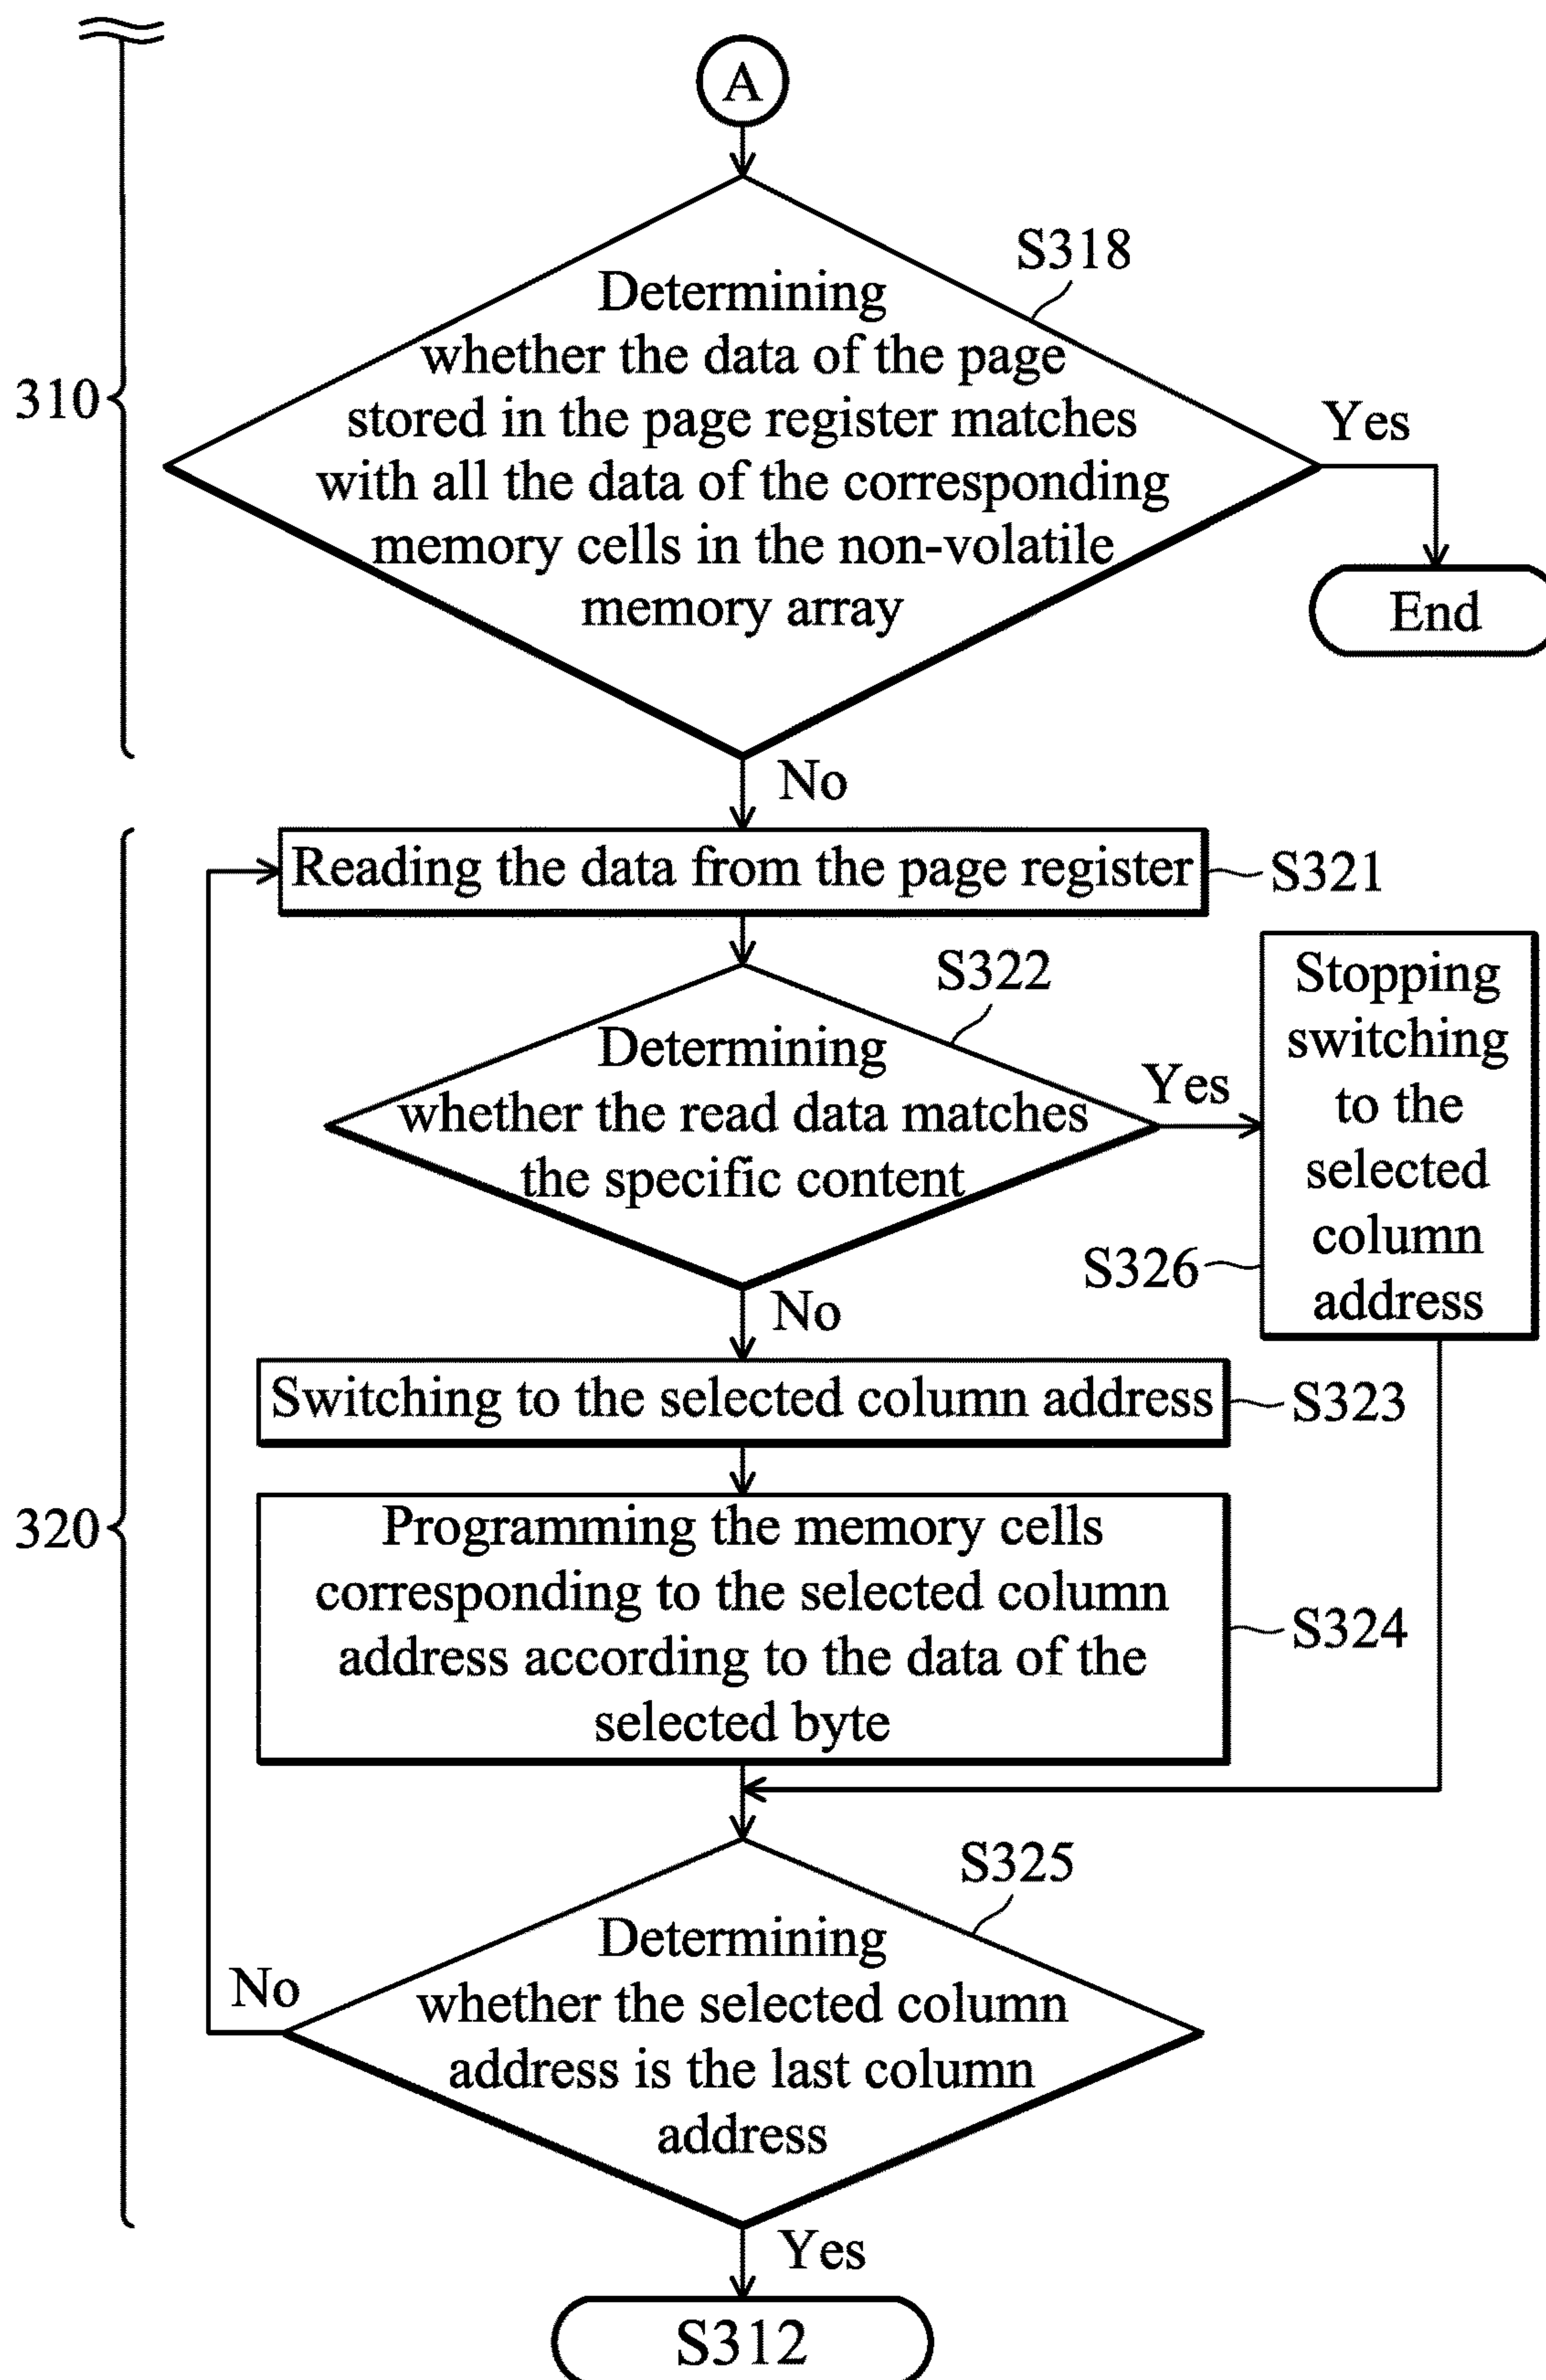 A
S318
Determining
whether the data of the page
stored in the page register matches
with all the data of the corresponding
memory cells in the non-volatile
memory array
Yes
End
310
No
Reading the data from the page register
S321
S322
Determining
whether the read data matches
the specific content
Yes
Stopping
switching
to the
selected
column
address
S326
No
Switching to the selected column address
S323
320
Programming the memory cells
corresponding to the selected column
address according to the data of the
selected byte
S324
S325
Determining
whether the selected column
address is the last column
address
No
Yes
S312